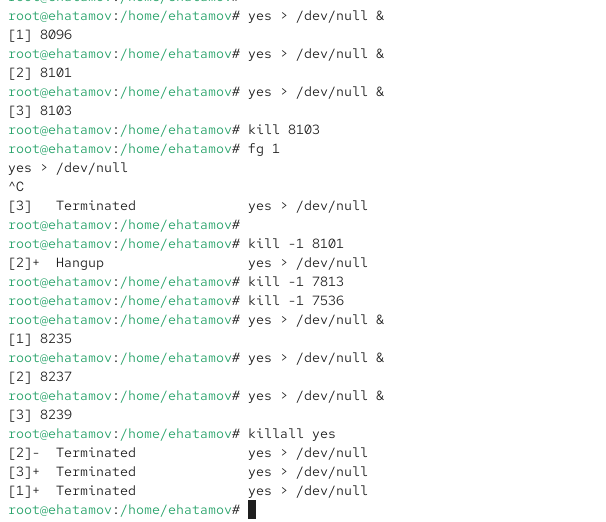 root@ehatamov:/home/ehatamov# yes > /dev/null &
[1] 8096
root@ehatamov:/home/ehatamov# yes > /dev/null &
[2] 8101
root@ehatamov:/home/ehatamov# yes > /dev/null &
[3] 8103
root@ehatamov:/home/ehatamov# kill 8103
root@ehatamov:/home/ehatamov# fg 1
yes > /dev/null
^C
[3]   Terminated              yes > /dev/null
root@ehatamov:/home/ehatamov#
root@ehatamov:/home/ehatamov# kill -1 8101
[2]+  Hangup                  yes > /dev/null
root@ehatamov:/home/ehatamov# kill -1 7813
root@ehatamov:/home/ehatamov# kill -1 7536
root@ehatamov:/home/ehatamov# yes > /dev/null &
[1] 8235
root@ehatamov:/home/ehatamov# yes > /dev/null &
[2] 8237
root@ehatamov:/home/ehatamov# yes > /dev/null &
[3] 8239
root@ehatamov:/home/ehatamov# killall yes
[2]-  Terminated              yes > /dev/null
[3]+  Terminated              yes > /dev/null
[1]+  Terminated              yes > /dev/null
root@ehatamov:/home/ehatamov#